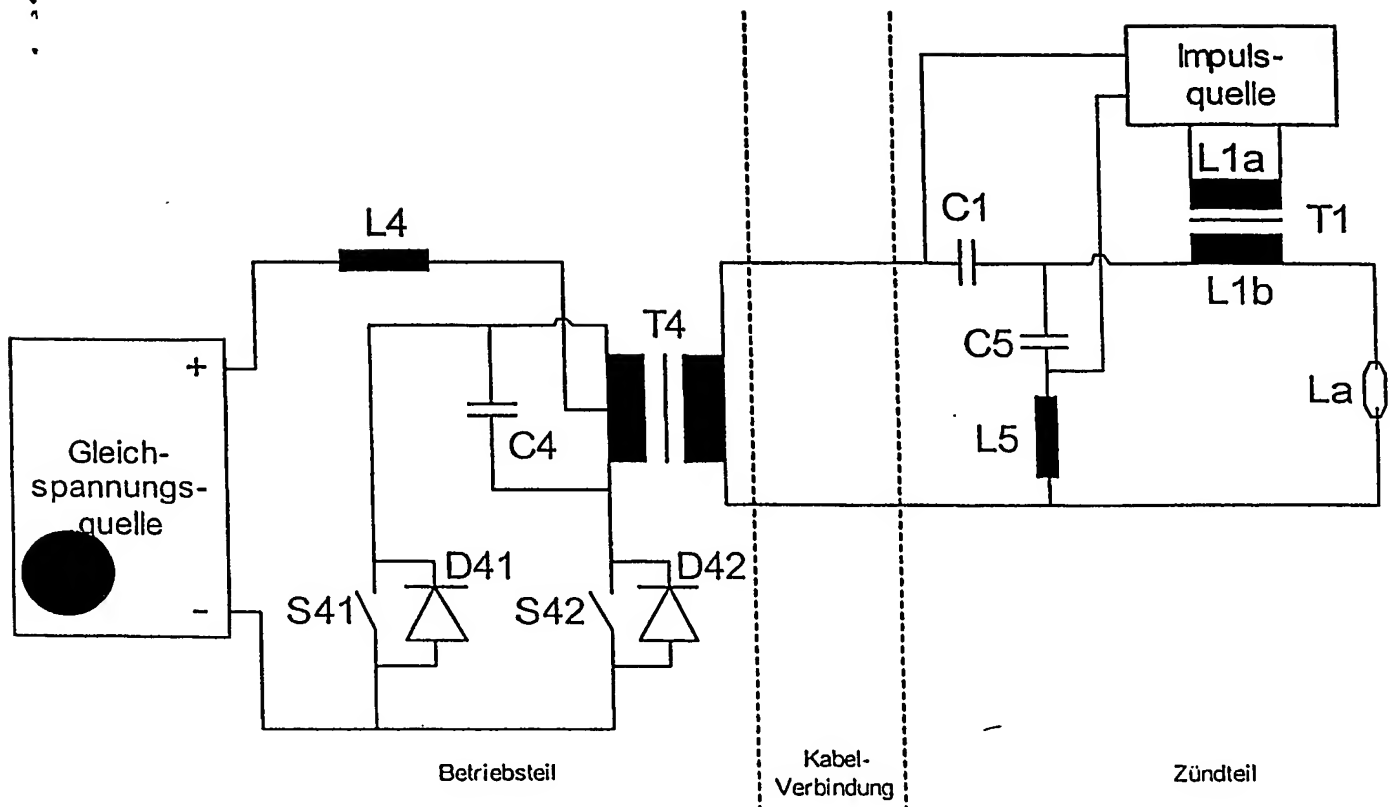 Impuls-
quelle
L1a
C1
T1
L4
L1b
T4
C5
La
+
C4
L5
Gleich-
spannungs-
quelle
D41
D42
S41
S42
-
Betriebsteil
Kabel-
Verbindung
Zündteil